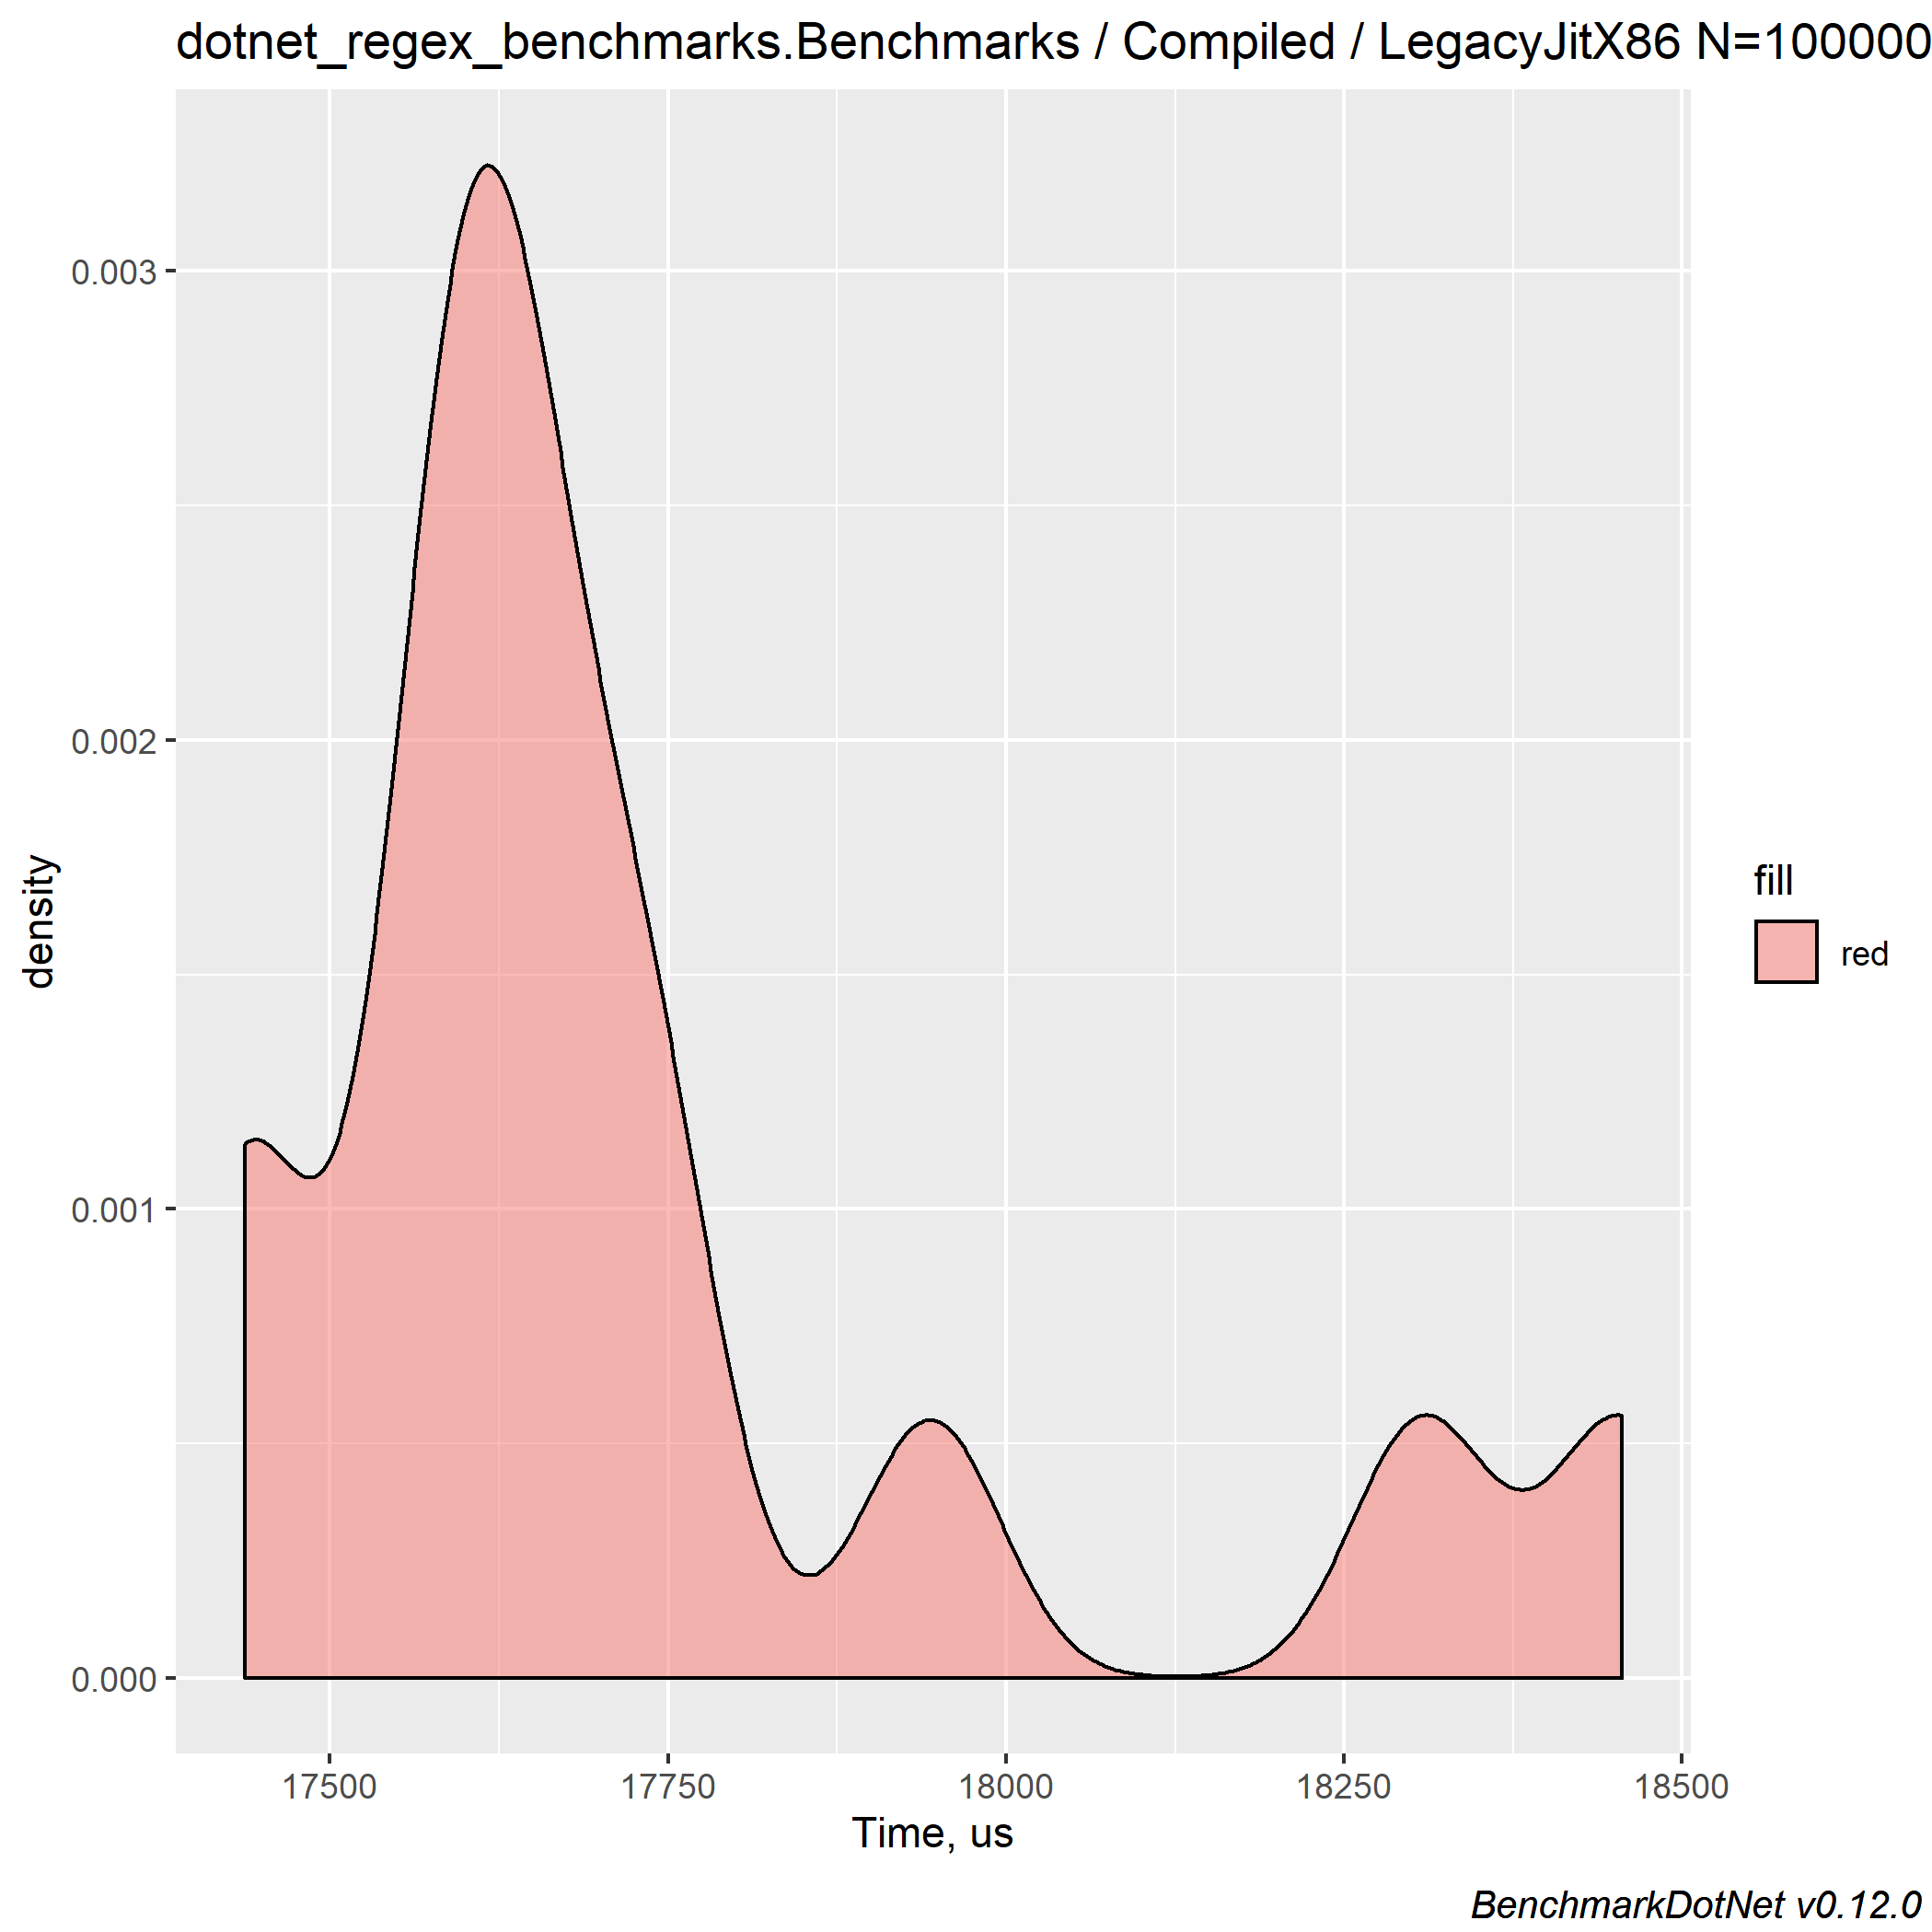 dotnet_regex_benchmarks.Benchmarks / Compiled / LegacyJitX86 N=100000
0.003
0.002
0.001
0.000
density
17500
17750
18000
18250
18500
Time, us
fill
red
BenchmarkDotNet v0.12.0